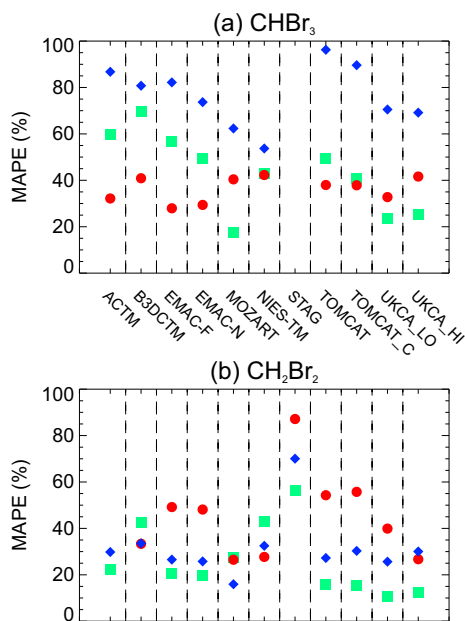 (a) CHBr₃
MAPE (%)
100
80
60
40
20
0
ACTM
B3DCTM
EMAC-F
EMAC-N
MOZART
NIES-TM
STAG
TOMCAT
TOMCAT_C
UKCA_LO
UKCA_HI
(b) CH₂Br₂
MAPE (%)
100
80
60
40
20
0